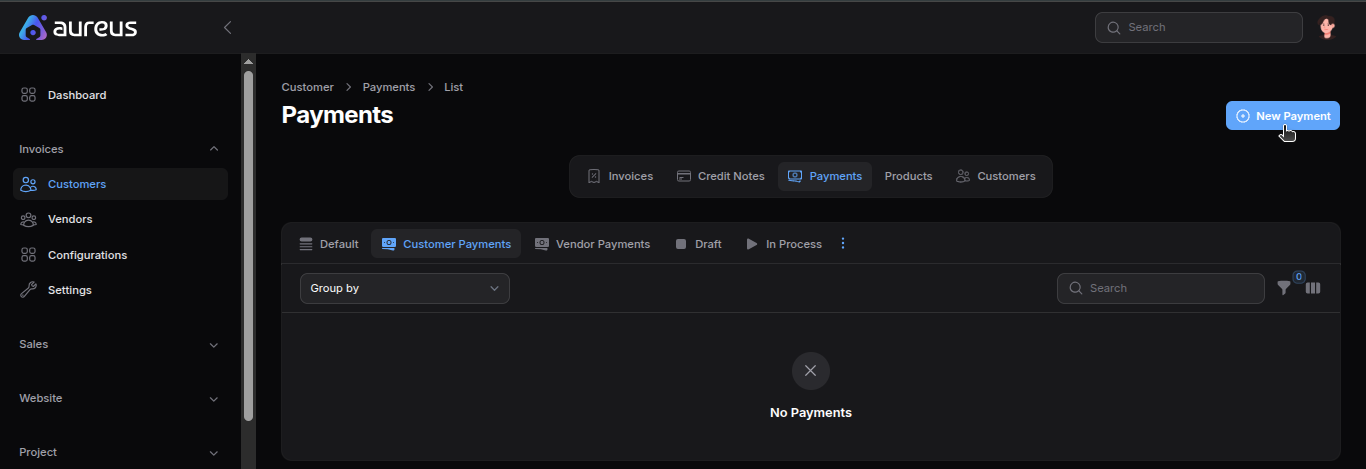 aureus
Search
Dashboard
Invoices
Customers
Vendors
Configurations
Settings
Sales
Website
Project
Customer > Payments > List
Payments
New Payment
Invoices Credit Notes Payments Products Customers
Default Customer Payments Vendor Payments Draft In Process
Group by Search 0
No Payments